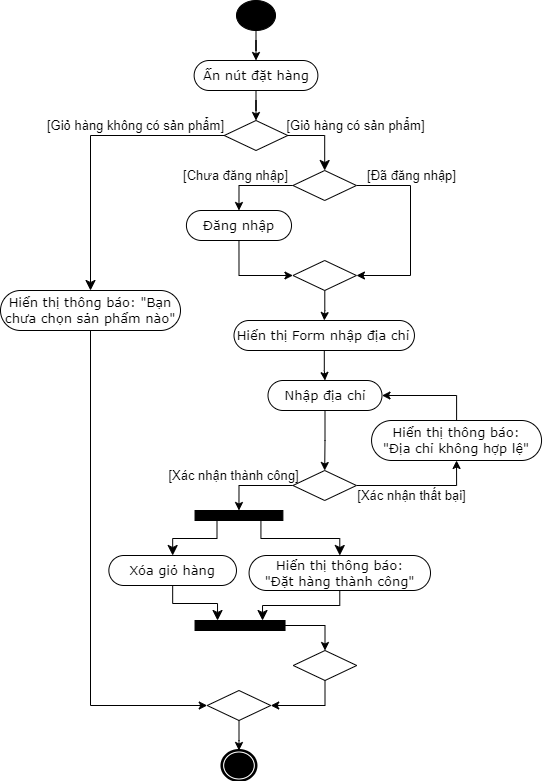 Ấn nút đặt hàng
[Giỏ hàng không có sản phẩm]
[Giỏ hàng có sản phẩm]
[Chưa đăng nhập]
[Đã đăng nhập]
Đăng nhập
Hiển thị thông báo: "Bạn
chưa chọn sản phẩm nào"
Hiển thị Form nhập địa chỉ
Nhập địa chỉ
Hiển thị thông báo:
"Địa chỉ không hợp lệ"
[Xác nhận thành công]
[Xác nhận thất bại]
Xóa giỏ hàng
Hiển thị thông báo:
"Đặt hàng thành công"